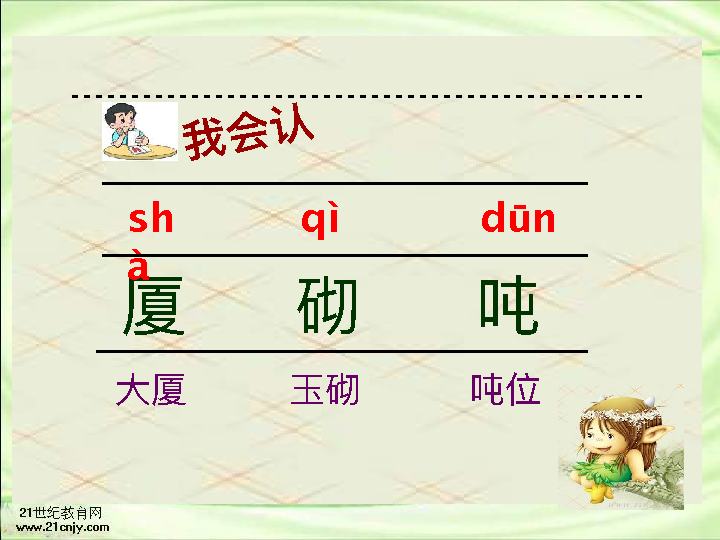 我会认
shà qì dūn
厦 砌 吨
大厦 玉砌 吨位
21世纪教育网
www.21cnjy.com